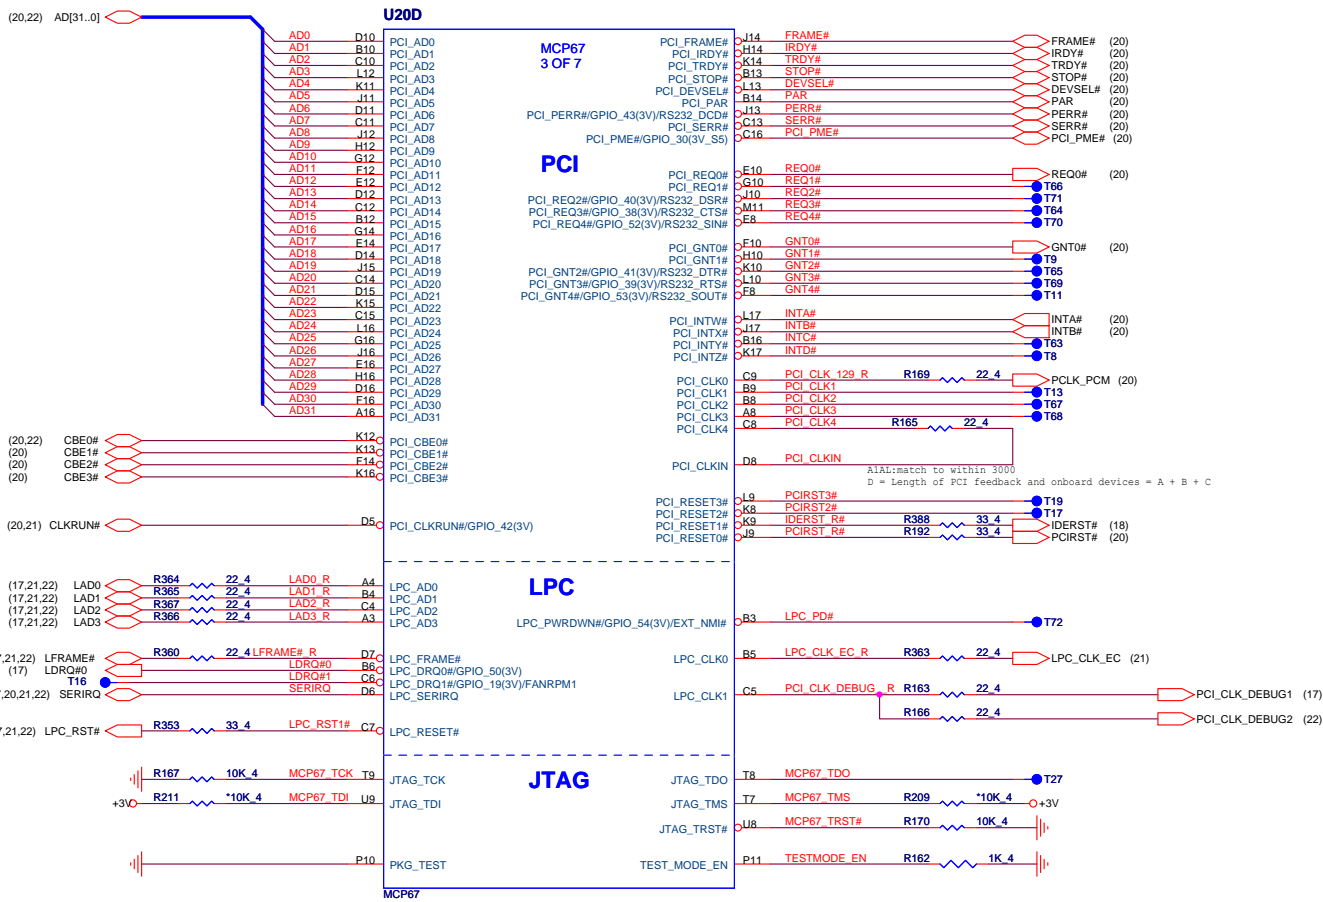 U20D
(20,22) AD[31..0]
MCP67
3 OF 7
PCI
AD0 D10 PCI_AD0
AD1 B10 PCI_AD1
AD2 C10 PCI_AD2
AD3 L12 PCI_AD3
AD4 K11 PCI_AD4
AD5 J11 PCI_AD5
AD6 D11 PCI_AD6
AD7 C11 PCI_AD7
AD8 J12 PCI_AD8
AD9 H12 PCI_AD9
AD10 G12 PCI_AD10
AD11 F12 PCI_AD11
AD12 E12 PCI_AD12
AD13 D12 PCI_AD13
AD14 C12 PCI_AD14
AD15 B12 PCI_AD15
AD16 G14 PCI_AD16
AD17 E14 PCI_AD17
AD18 D14 PCI_AD18
AD19 J15 PCI_AD19
AD20 C14 PCI_AD20
AD21 D15 PCI_AD21
AD22 K15 PCI_AD22
AD23 C15 PCI_AD23
AD24 L16 PCI_AD24
AD25 G16 PCI_AD25
AD26 J16 PCI_AD26
AD27 E16 PCI_AD27
AD28 H16 PCI_AD28
AD29 D16 PCI_AD29
AD30 F16 PCI_AD30
AD31 A16 PCI_AD31
(20,22) CBE0# K12 PCI_CBE0#
(20) CBE1# K13 PCI_CBE1#
(20) CBE2# F14 PCI_CBE2#
(20) CBE3# K16 PCI_CBE3#
(20,21) CLKRUN# D5 PCI_CLKRUN#/GPIO_42(3V)
PCI_FRAME# J14 FRAME# FRAME# (20)
PCI_IRDY# H14 IRDY# IRDY# (20)
PCI_TRDY# K14 TRDY# TRDY# (20)
PCI_STOP# B13 STOP# STOP# (20)
PCI_DEVSEL# L13 DEVSEL# DEVSEL# (20)
PCI_PAR B14 PAR PAR (20)
PCI_PERR#/GPIO_43(3V)/RS232_DCD# J13 PERR# PERR# (20)
PCI_SERR# C13 SERR# SERR# (20)
PCI_PME#/GPIO_30(3V_S5) C16 PCI_PME# PCI_PME# (20)
PCI_REQ0# E10 REQ0# REQ0# (20)
PCI_REQ1# G10 REQ1# T66
PCI_REQ2#/GPIO_40(3V)/RS232_DSR# J10 REQ2# T71
PCI_REQ3#/GPIO_38(3V)/RS232_CTS# M11 REQ3# T64
PCI_REQ4#/GPIO_52(3V)/RS232_SIN# E8 REQ4# T70
PCI_GNT0# F10 GNT0# GNT0# (20)
PCI_GNT1# H10 GNT1# T9
PCI_GNT2#/GPIO_41(3V)/RS232_DTR# K10 GNT2# T65
PCI_GNT3#/GPIO_39(3V)/RS232_RTS# L10 GNT3# T69
PCI_GNT4#/GPIO_53(3V)/RS232_SOUT# F8 GNT4# T11
PCI_INTW# L17 INTA# INTA# (20)
PCI_INTX# J17 INTB# INTB# (20)
PCI_INTY# B16 INTC# T63
PCI_INTZ# K17 INTD# T8
PCI_CLK0 C9 PCI_CLK_129_R R169 22_4 PCLK_PCM (20)
PCI_CLK1 B9 PCI_CLK1 T13
PCI_CLK2 B8 PCI_CLK2 T67
PCI_CLK3 A8 PCI_CLK3 T68
PCI_CLK4 C8 PCI_CLK4 R165 22_4
PCI_CLKIN D8 PCI_CLKIN
A1AL:match to within 3000
D = Length of PCI feedback and onboard devices = A + B + C
PCI_RESET3# L9 PCIRST3# T19
PCI_RESET2# K8 PCIRST2# T17
PCI_RESET1# K9 IDERST_R# R388 33_4 IDERST# (18)
PCI_RESET0# J9 PCIRST_R# R192 33_4 PCIRST# (20)
LPC
(17,21,22) LAD0 R364 22_4 LAD0_R A4 LPC_AD0
(17,21,22) LAD1 R365 22_4 LAD1_R B4 LPC_AD1
(17,21,22) LAD2 R367 22_4 LAD2_R C4 LPC_AD2
(17,21,22) LAD3 R366 22_4 LAD3_R A3 LPC_AD3
7,21,22) LFRAME# R360 22_4 LFRAME#_R D7 LPC_FRAME#
(17) LDRQ#0 LDRQ#0 B6 LPC_DRQ0#/GPIO_50(3V)
T16 LDRQ#1 C6 LPC_DRQ1#/GPIO_19(3V)/FANRPM1
7,20,21,22) SERIRQ SERIRQ D6 LPC_SERIRQ
7,21,22) LPC_RST# R353 33_4 LPC_RST1# C7 LPC_RESET#
LPC_PWRDWN#/GPIO_54(3V)/EXT_NMI# B3 LPC_PD# T72
LPC_CLK0 B5 LPC_CLK_EC_R R363 22_4 LPC_CLK_EC (21)
LPC_CLK1 C5 PCI_CLK_DEBUG_R R163 22_4 PCI_CLK_DEBUG1 (17)
R166 22_4 PCI_CLK_DEBUG2 (22)
JTAG
R167 10K_4 MCP67_TCK T9 JTAG_TCK
+3V R211 *10K_4 MCP67_TDI U9 JTAG_TDI
P10 PKG_TEST
JTAG_TDO T8 MCP67_TDO T27
JTAG_TMS T7 MCP67_TMS R209 *10K_4 +3V
JTAG_TRST# U8 MCP67_TRST# R170 10K_4
TEST_MODE_EN P11 TESTMODE_EN R162 1K_4
MCP67